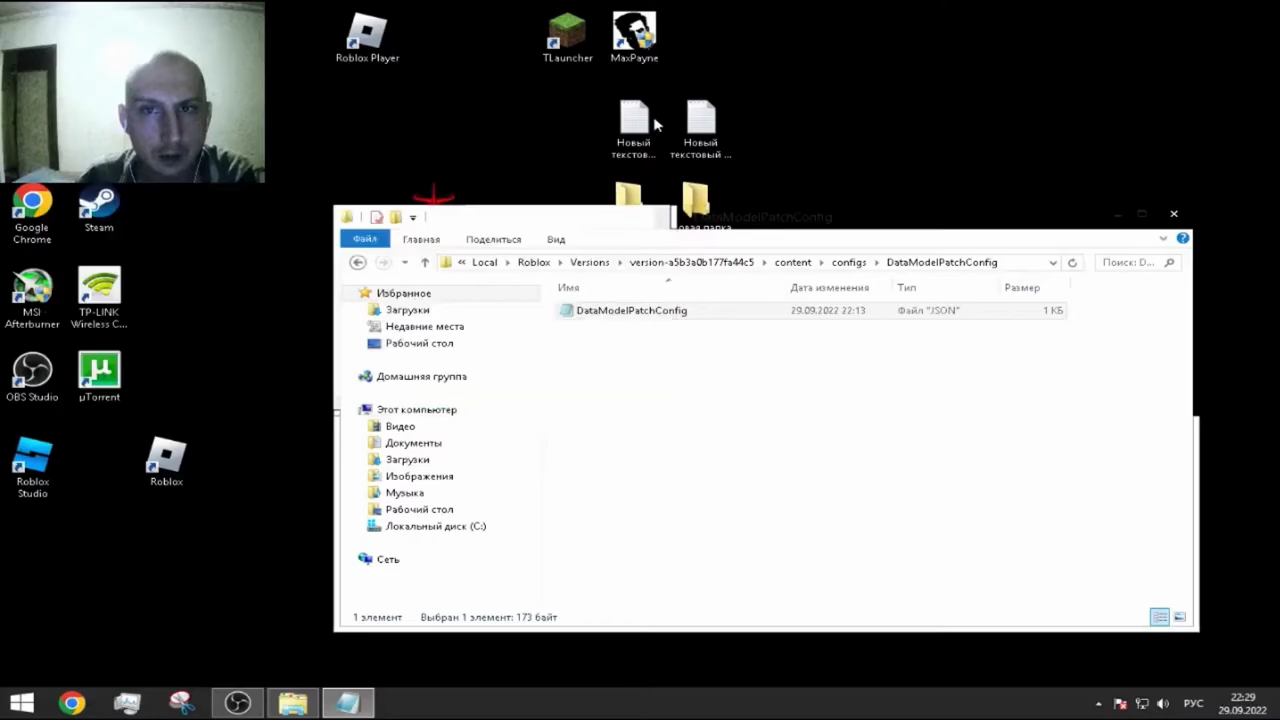 Roblox Player
TLauncher
MaxPayne
Новый
текстов...
Новый
текстовый ...
Google
Chrome
Steam
MSI
Afterburner
TP-LINK
Wireless C...
OBS Studio
µTorrent
Roblox
Studio
Roblox
DataModelPatchConfig
Файл
Главная
Поделиться
Вид
« Local Roblox Versions version-a5b3a0b177fa44c5 content configs DataModelPatchConfig
Поиск: D...
Имя
Дата изменения
Тип
Размер
DataModelPatchConfig
29.09.2022 22:13
Файл "JSON"
1 КБ
Избранное
Загрузки
Недавние места
Рабочий стол
Домашняя группа
Этот компьютер
Видео
Документы
Загрузки
Изображения
Музыка
Рабочий стол
Локальный диск (C:)
Сеть
1 элемент
Выбран 1 элемент: 173 байт
РУС
22:29
29.09.2022